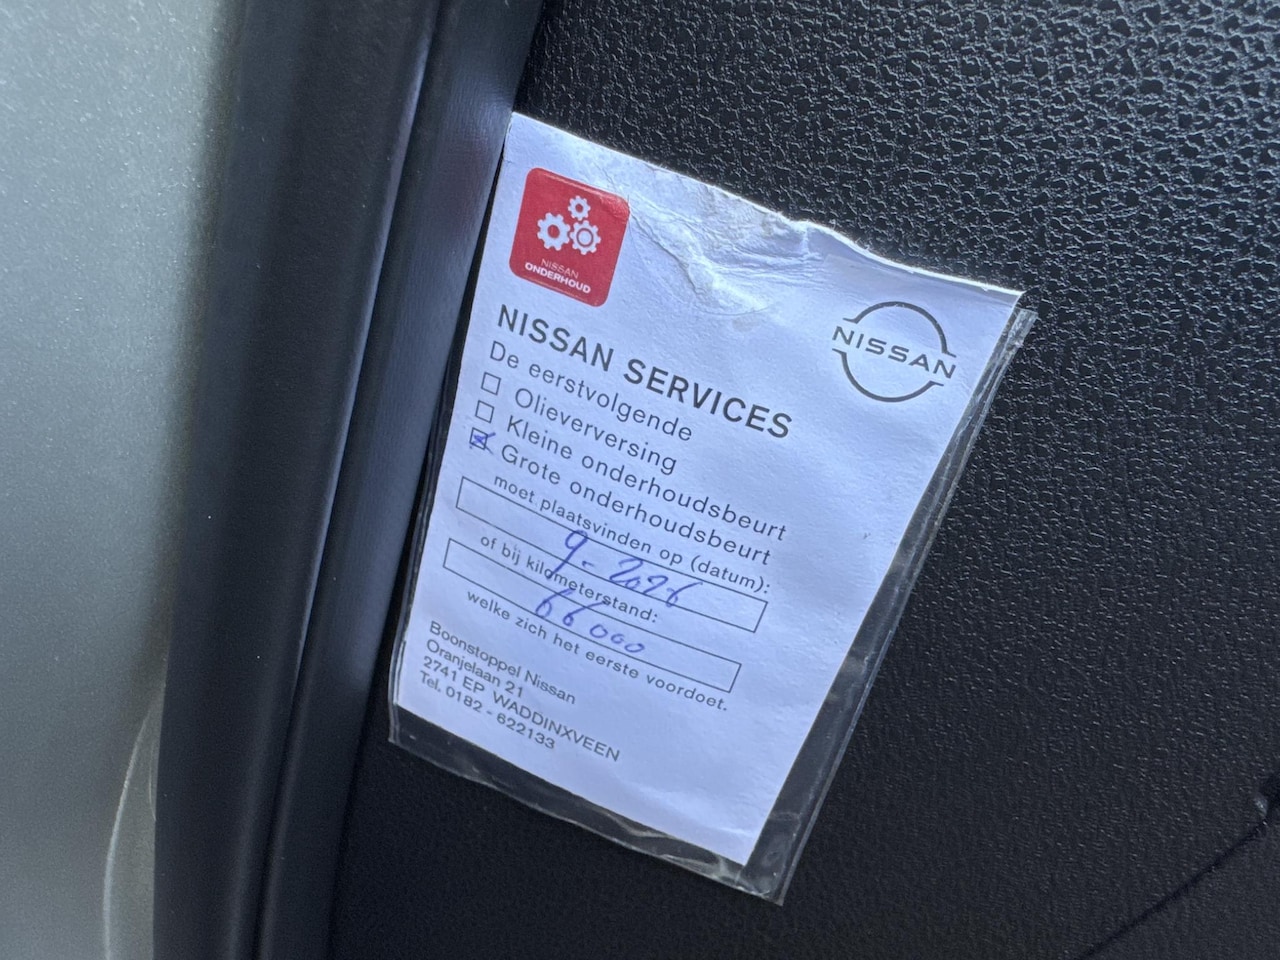 NISSAN
ONDERHOUD
NISSAN
NISSAN SERVICES
De eerstvolgende
Olieverversing
Kleine onderhoudsbeurt
Grote onderhoudsbeurt
moet plaatsvinden op (datum):
9-2026
of bij kilometerstand:
66000
welke zich het eerste voordoet.
Boonstoppel Nissan
Oranjelaan 21
2741 EP WADDINXVEEN
Tel. 0182 - 622133